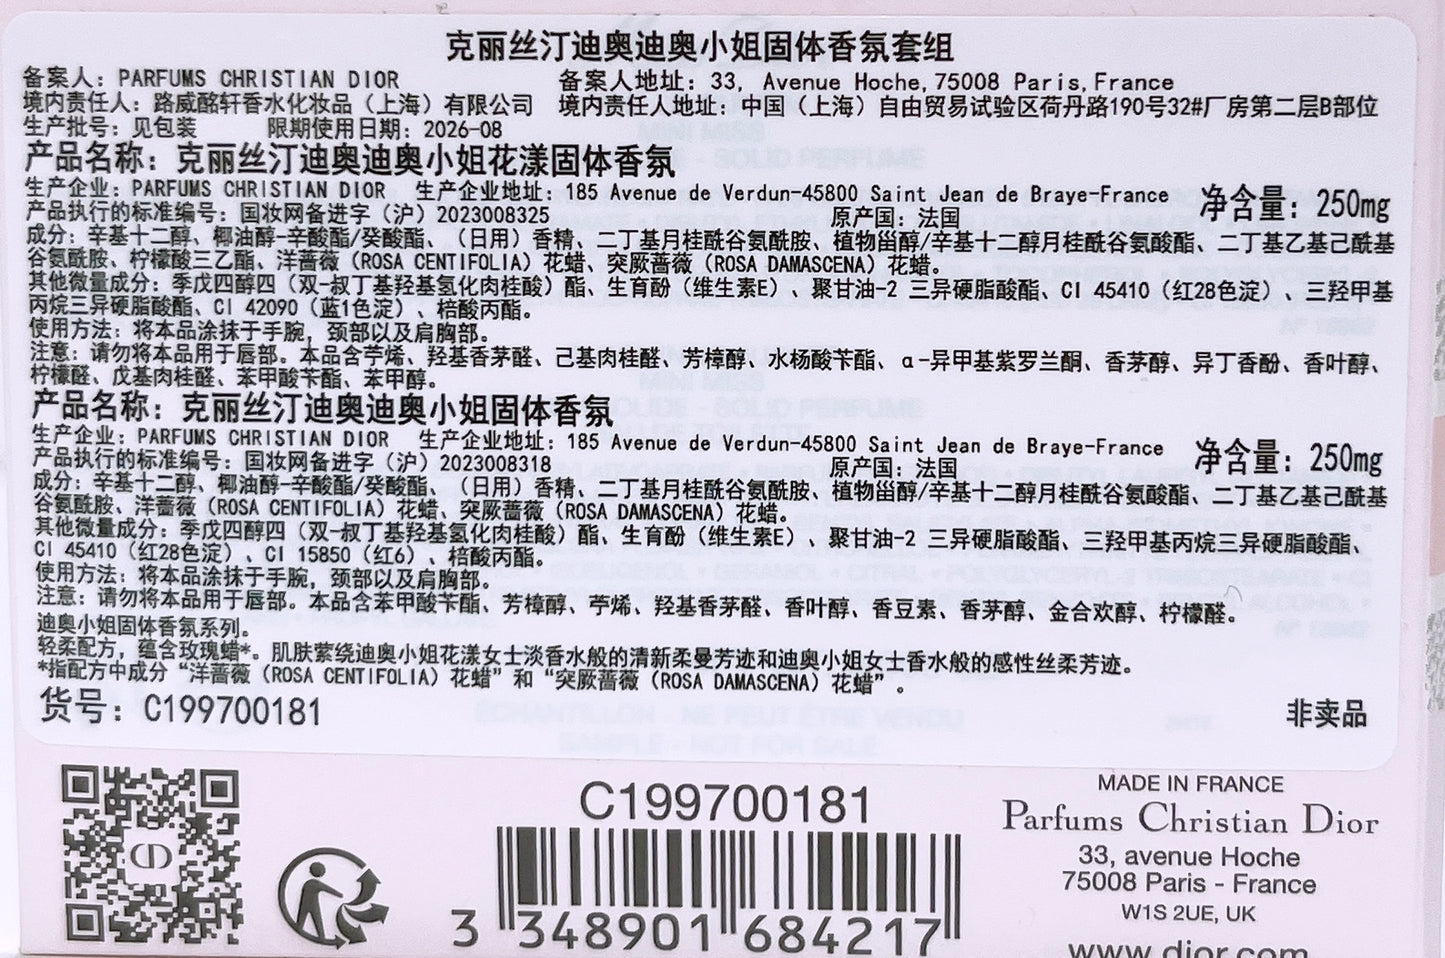 克丽丝汀迪奥迪奥小姐固体香氛套组
备案人：PARFUMS CHRISTIAN DIOR 备案人地址：33, Avenue Hoche,75008 Paris,France
境内责任人：路威酩轩香水化妆品（上海）有限公司 境内责任人地址：中国（上海）自由贸易试验区荷丹路190号32#厂房第二层B部位
生产批号：见包装 限期使用日期：2026-08
产品名称：克丽丝汀迪奥迪奥小姐花漾固体香氛
生产企业：PARFUMS CHRISTIAN DIOR 生产企业地址：185 Avenue de Verdun-45800 Saint Jean de Braye-France 净含量：250mg
产品执行的标准编号：国妆网备进字（沪）2023008325 原产国：法国
成分：辛基十二醇、椰油醇-辛酸酯/癸酸酯、（日用）香精、二丁基月桂酰谷氨酰胺、植物甾醇/辛基十二醇月桂酰谷氨酸酯、二丁基乙基己酰基
谷氨酰胺、柠檬酸三乙酯、洋蔷薇（ROSA CENTIFOLIA）花蜡、突厥蔷薇（ROSA DAMASCENA）花蜡。
其他微量成分：季戊四醇四（双-叔丁基羟基氢化肉桂酸）酯、生育酚（维生素E）、聚甘油-2 三异硬脂酸酯、CI 45410（红28色淀）、三羟甲基
丙烷三异硬脂酸酯、CI 42090（蓝1色淀）、棓酸丙酯。
使用方法：将本品涂抹于手腕，颈部以及肩胸部。
注意：请勿将本品用于唇部。本品含苧烯、羟基香茅醛、己基肉桂醛、芳樟醇、水杨酸苄酯、α-异甲基紫罗兰酮、香茅醇、异丁香酚、香叶醇、
柠檬醛、戊基肉桂醛、苯甲酸苄酯、苯甲醇。
产品名称：克丽丝汀迪奥迪奥小姐固体香氛
生产企业：PARFUMS CHRISTIAN DIOR 生产企业地址：185 Avenue de Verdun-45800 Saint Jean de Braye-France 净含量：250mg
产品执行的标准编号：国妆网备进字（沪）2023008318 原产国：法国
成分：辛基十二醇、椰油醇-辛酸酯/癸酸酯、（日用）香精、二丁基月桂酰谷氨酰胺、植物甾醇/辛基十二醇月桂酰谷氨酸酯、二丁基乙基己酰基
谷氨酰胺、洋蔷薇（ROSA CENTIFOLIA）花蜡、突厥蔷薇（ROSA DAMASCENA）花蜡。
其他微量成分：季戊四醇四（双-叔丁基羟基氢化肉桂酸）酯、生育酚（维生素E）、聚甘油-2 三异硬脂酸酯、三羟甲基丙烷三异硬脂酸酯、
CI 45410（红28色淀）、CI 15850（红6）、棓酸丙酯。
使用方法：将本品涂抹于手腕，颈部以及肩胸部。
注意：请勿将本品用于唇部。本品含苯甲酸苄酯、芳樟醇、苧烯、羟基香茅醛、香叶醇、香豆素、香茅醇、金合欢醇、柠檬醛。
迪奥小姐固体香氛系列。
轻柔配方，蕴含玫瑰蜡*。肌肤萦绕迪奥小姐花漾女士淡香水般的清新柔曼芳迹和迪奥小姐女士香水般的感性丝柔芳迹。
*指配方中成分“洋蔷薇（ROSA CENTIFOLIA）花蜡”和“突厥蔷薇（ROSA DAMASCENA）花蜡”。
货号：C199700181 非卖品
C199700181
3 348901 684217
MADE IN FRANCE
Parfums Christian Dior
33, avenue Hoche
75008 Paris - France
W1S 2UE, UK
www.dior.com